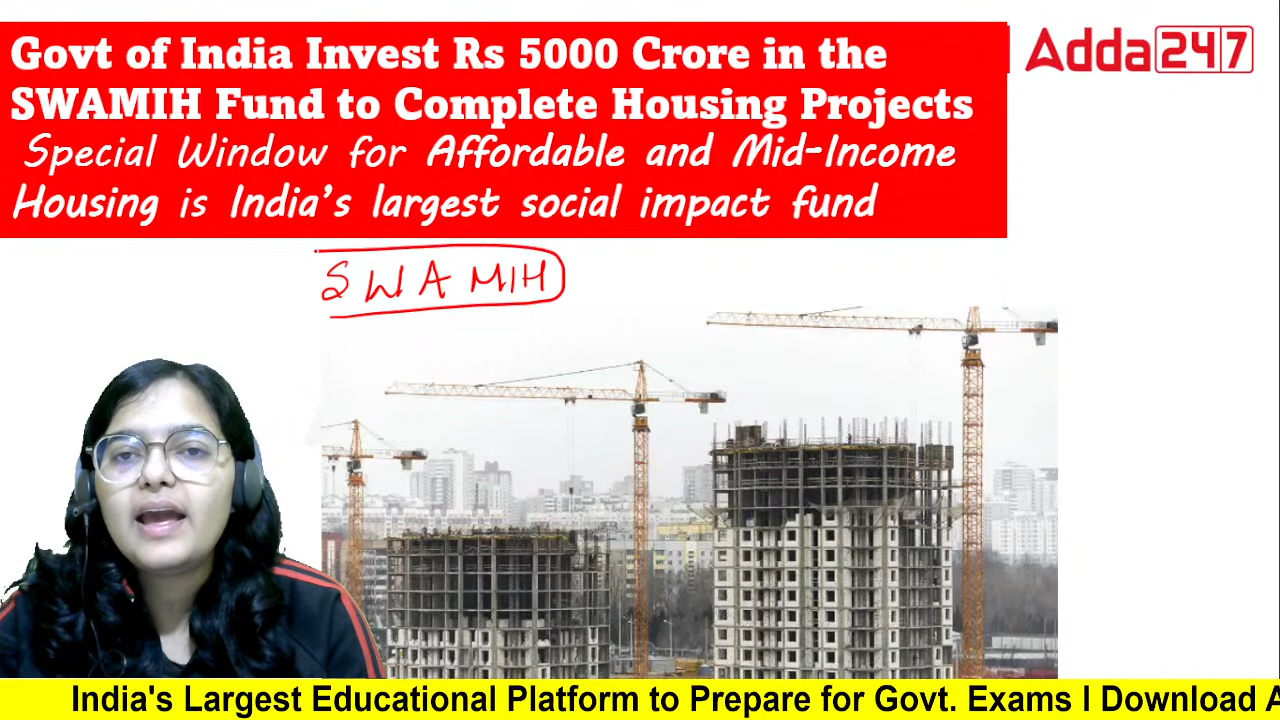 Govt of India Invest Rs 5000 Crore in the
SWAMIH Fund to Complete Housing Projects
Special Window for Affordable and Mid-Income
Housing is India's largest social impact fund
Adda247
SWAMIH
India's Largest Educational Platform to Prepare for Govt. Exams I Download A